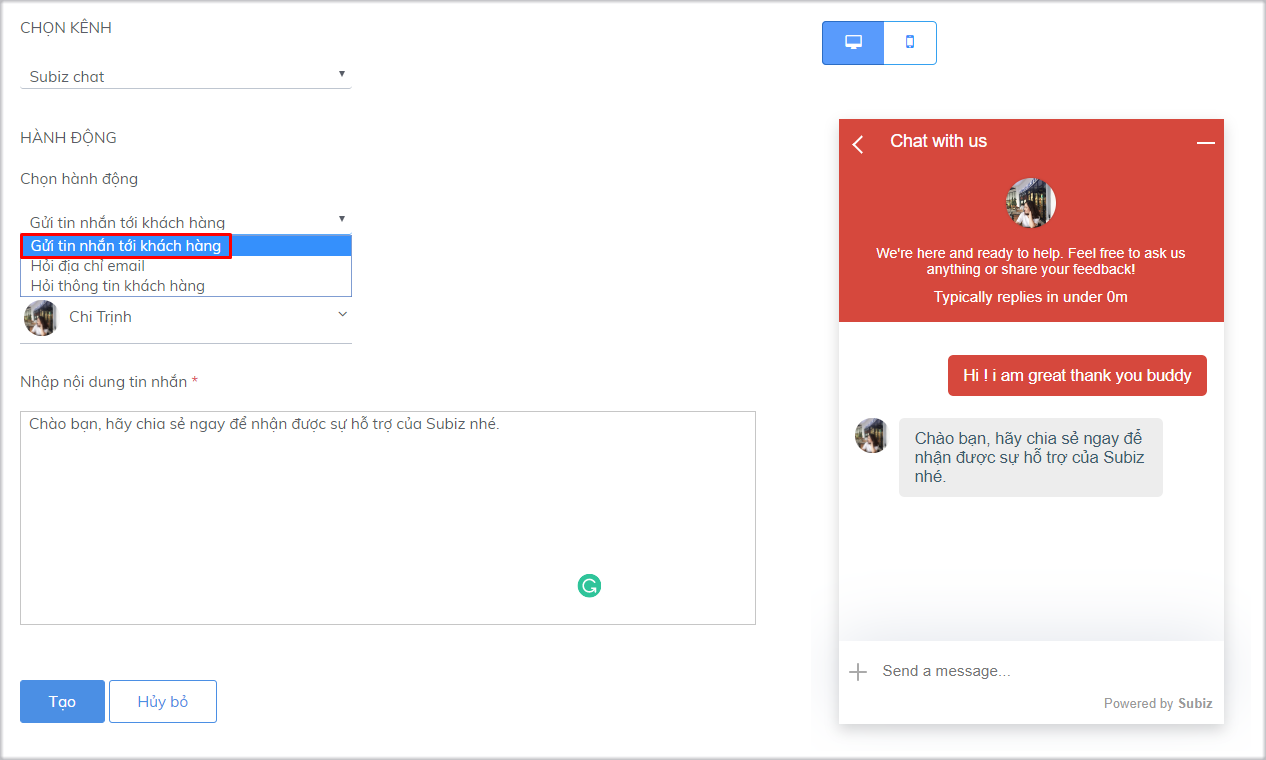 CHỌN KÊNH
Subiz chat
HÀNH ĐỘNG
Chọn hành động
Gửi tin nhắn tới khách hàng
Gửi tin nhắn tới khách hàng
Hỏi địa chỉ email
Hỏi thông tin khách hàng
Chi Trịnh
Nhập nội dung tin nhắn *
Chào bạn, hãy chia sẻ ngay để nhận được sự hỗ trợ của Subiz nhé.
Tạo
Hủy bỏ
Chat with us
We're here and ready to help. Feel free to ask us
anything or share your feedback!
Typically replies in under 0m
Hi ! i am great thank you buddy
Chào bạn, hãy chia sẻ ngay để
nhận được sự hỗ trợ của Subiz
nhé.
Send a message...
Powered by Subiz